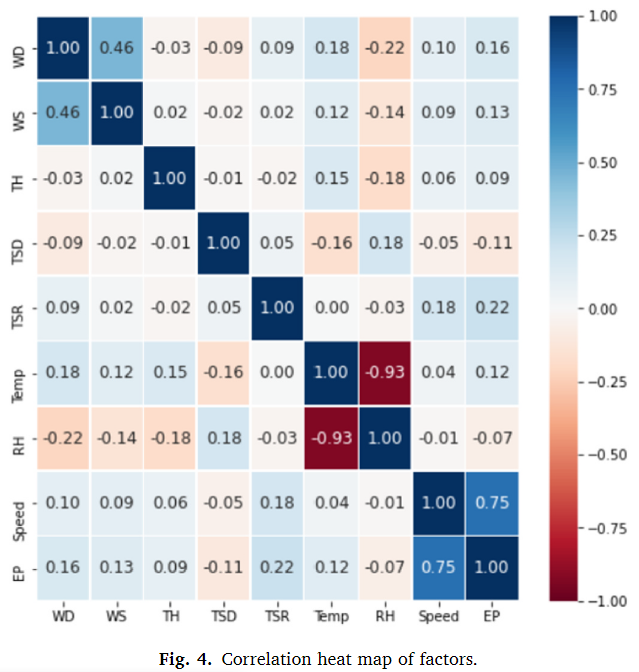 WD 1.00 0.46 -0.03 -0.09 0.09 0.18 -0.22 0.10 0.16
WS 0.46 1.00 0.02 -0.02 0.02 0.12 -0.14 0.09 0.13
TH -0.03 0.02 1.00 -0.01 -0.02 0.15 -0.18 0.06 0.09
TSD -0.09 -0.02 -0.01 1.00 0.05 -0.16 0.18 -0.05 -0.11
TSR 0.09 0.02 -0.02 0.05 1.00 0.00 -0.03 0.18 0.22
Temp 0.18 0.12 0.15 -0.16 0.00 1.00 -0.93 0.04 0.12
RH -0.22 -0.14 -0.18 0.18 -0.03 -0.93 1.00 -0.01 -0.07
Speed 0.10 0.09 0.06 -0.05 0.18 0.04 -0.01 1.00 0.75
EP 0.16 0.13 0.09 -0.11 0.22 0.12 -0.07 0.75 1.00
WD WS TH TSD TSR Temp RH Speed EP
1.00
0.75
0.50
0.25
0.00
−0.25
−0.50
−0.75
−1.00
Fig. 4. Correlation heat map of factors.